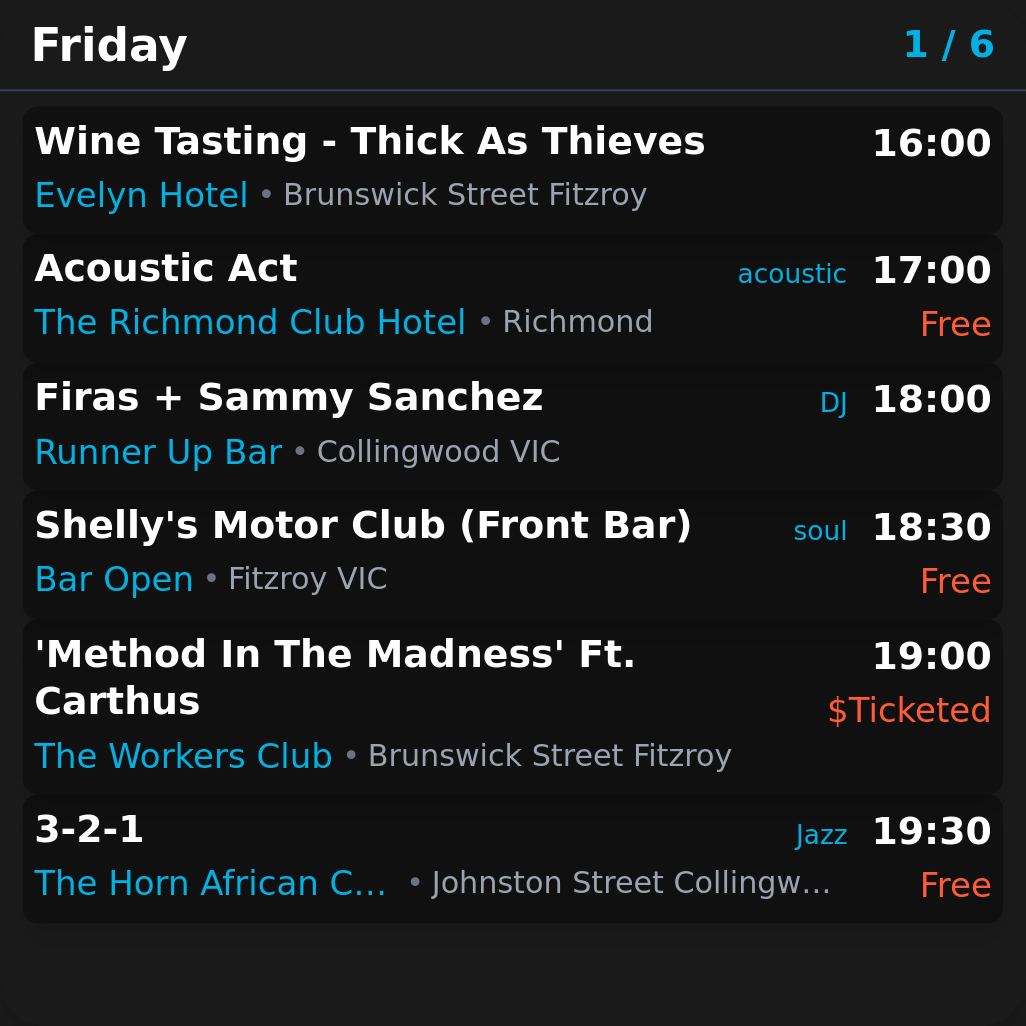 Friday 1 / 6
Wine Tasting - Thick As Thieves 16:00
Evelyn Hotel • Brunswick Street Fitzroy
Acoustic Act acoustic 17:00
The Richmond Club Hotel • Richmond Free
Firas + Sammy Sanchez DJ 18:00
Runner Up Bar • Collingwood VIC
Shelly's Motor Club (Front Bar) soul 18:30
Bar Open • Fitzroy VIC Free
'Method In The Madness' Ft. 19:00
Carthus $Ticketed
The Workers Club • Brunswick Street Fitzroy
3-2-1 Jazz 19:30
The Horn African C… • Johnston Street Collingw… Free